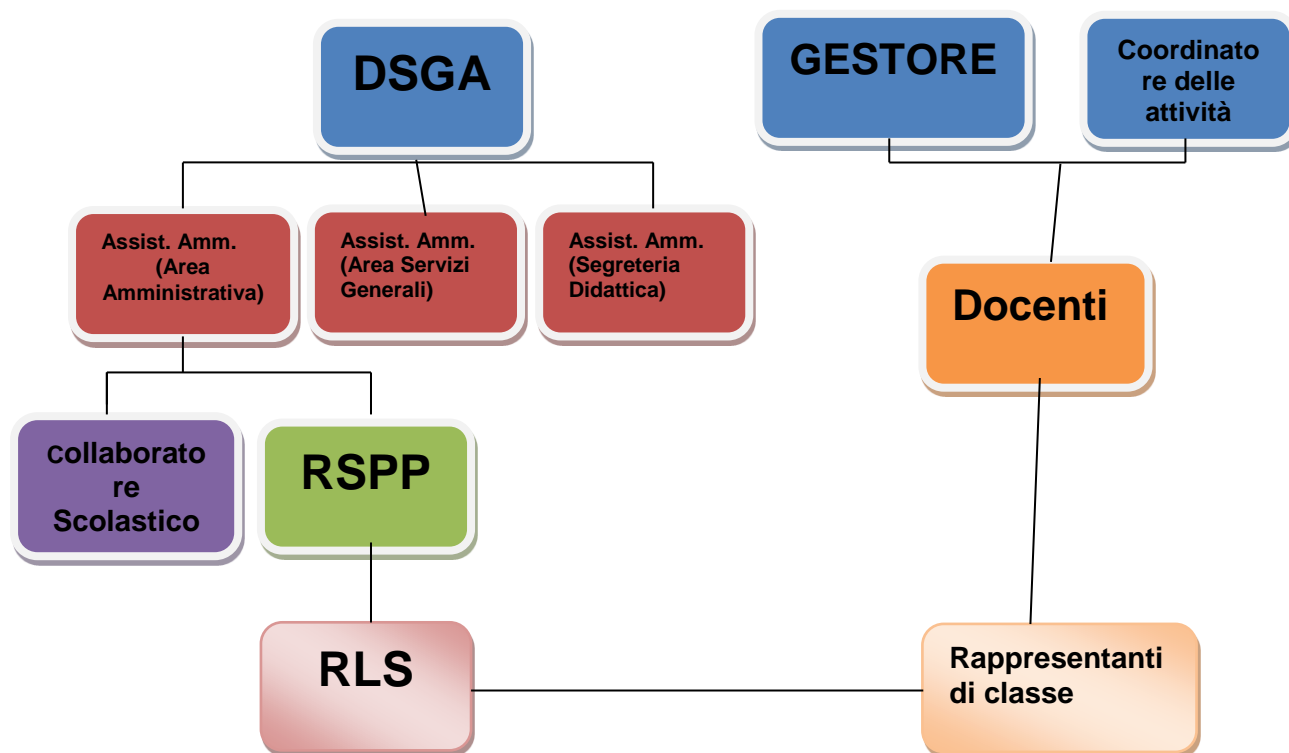 DSGA
GESTORE
Coordinato
re delle
attività
Assist. Amm.
(Area
Amministrativa)
Assist. Amm.
(Area Servizi
Generali)
Assist. Amm.
(Segreteria
Didattica)
Docenti
Collaborato
re
Scolastico
RSPP
RLS
Rappresentanti
di classe